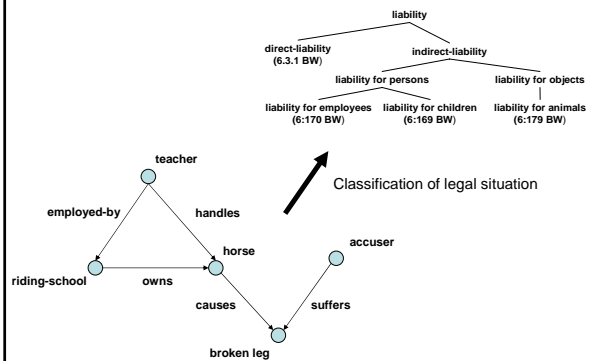 liability
direct-liability
(6.3.1 BW)
indirect-liability
liability for persons
liability for objects
liability for employees
(6:170 BW)
liability for children
(6:169 BW)
liability for animals
(6:179 BW)
Classification of legal situation
teacher
employed-by
handles
horse
accuser
riding-school
owns
causes
suffers
broken leg